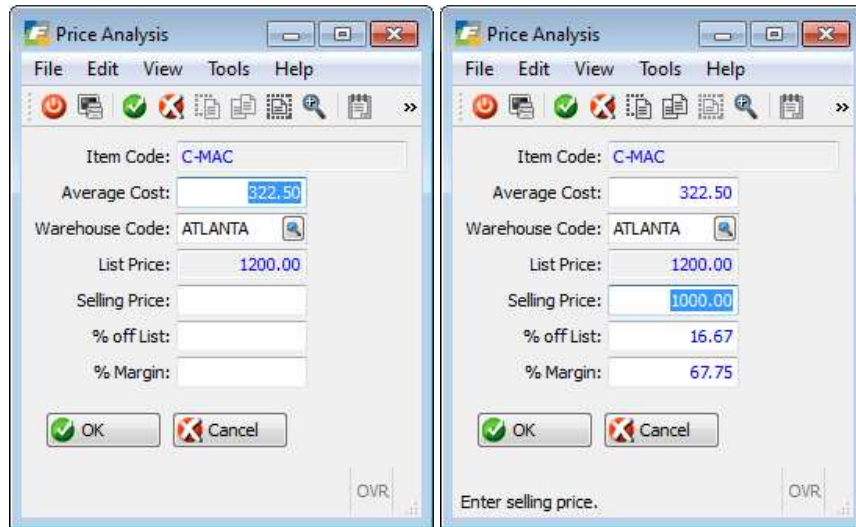 Price Analysis
File Edit View Tools Help
»
Item Code: C-MAC
Average Cost: 322.50
Warehouse Code: ATLANTA
List Price: 1200.00
Selling Price:
% off List:
% Margin:
OK Cancel
OVR
Price Analysis
File Edit View Tools Help
»
Item Code: C-MAC
Average Cost: 322.50
Warehouse Code: ATLANTA
List Price: 1200.00
Selling Price: 1000.00
% off List: 16.67
% Margin: 67.75
OK Cancel
Enter selling price. OVR